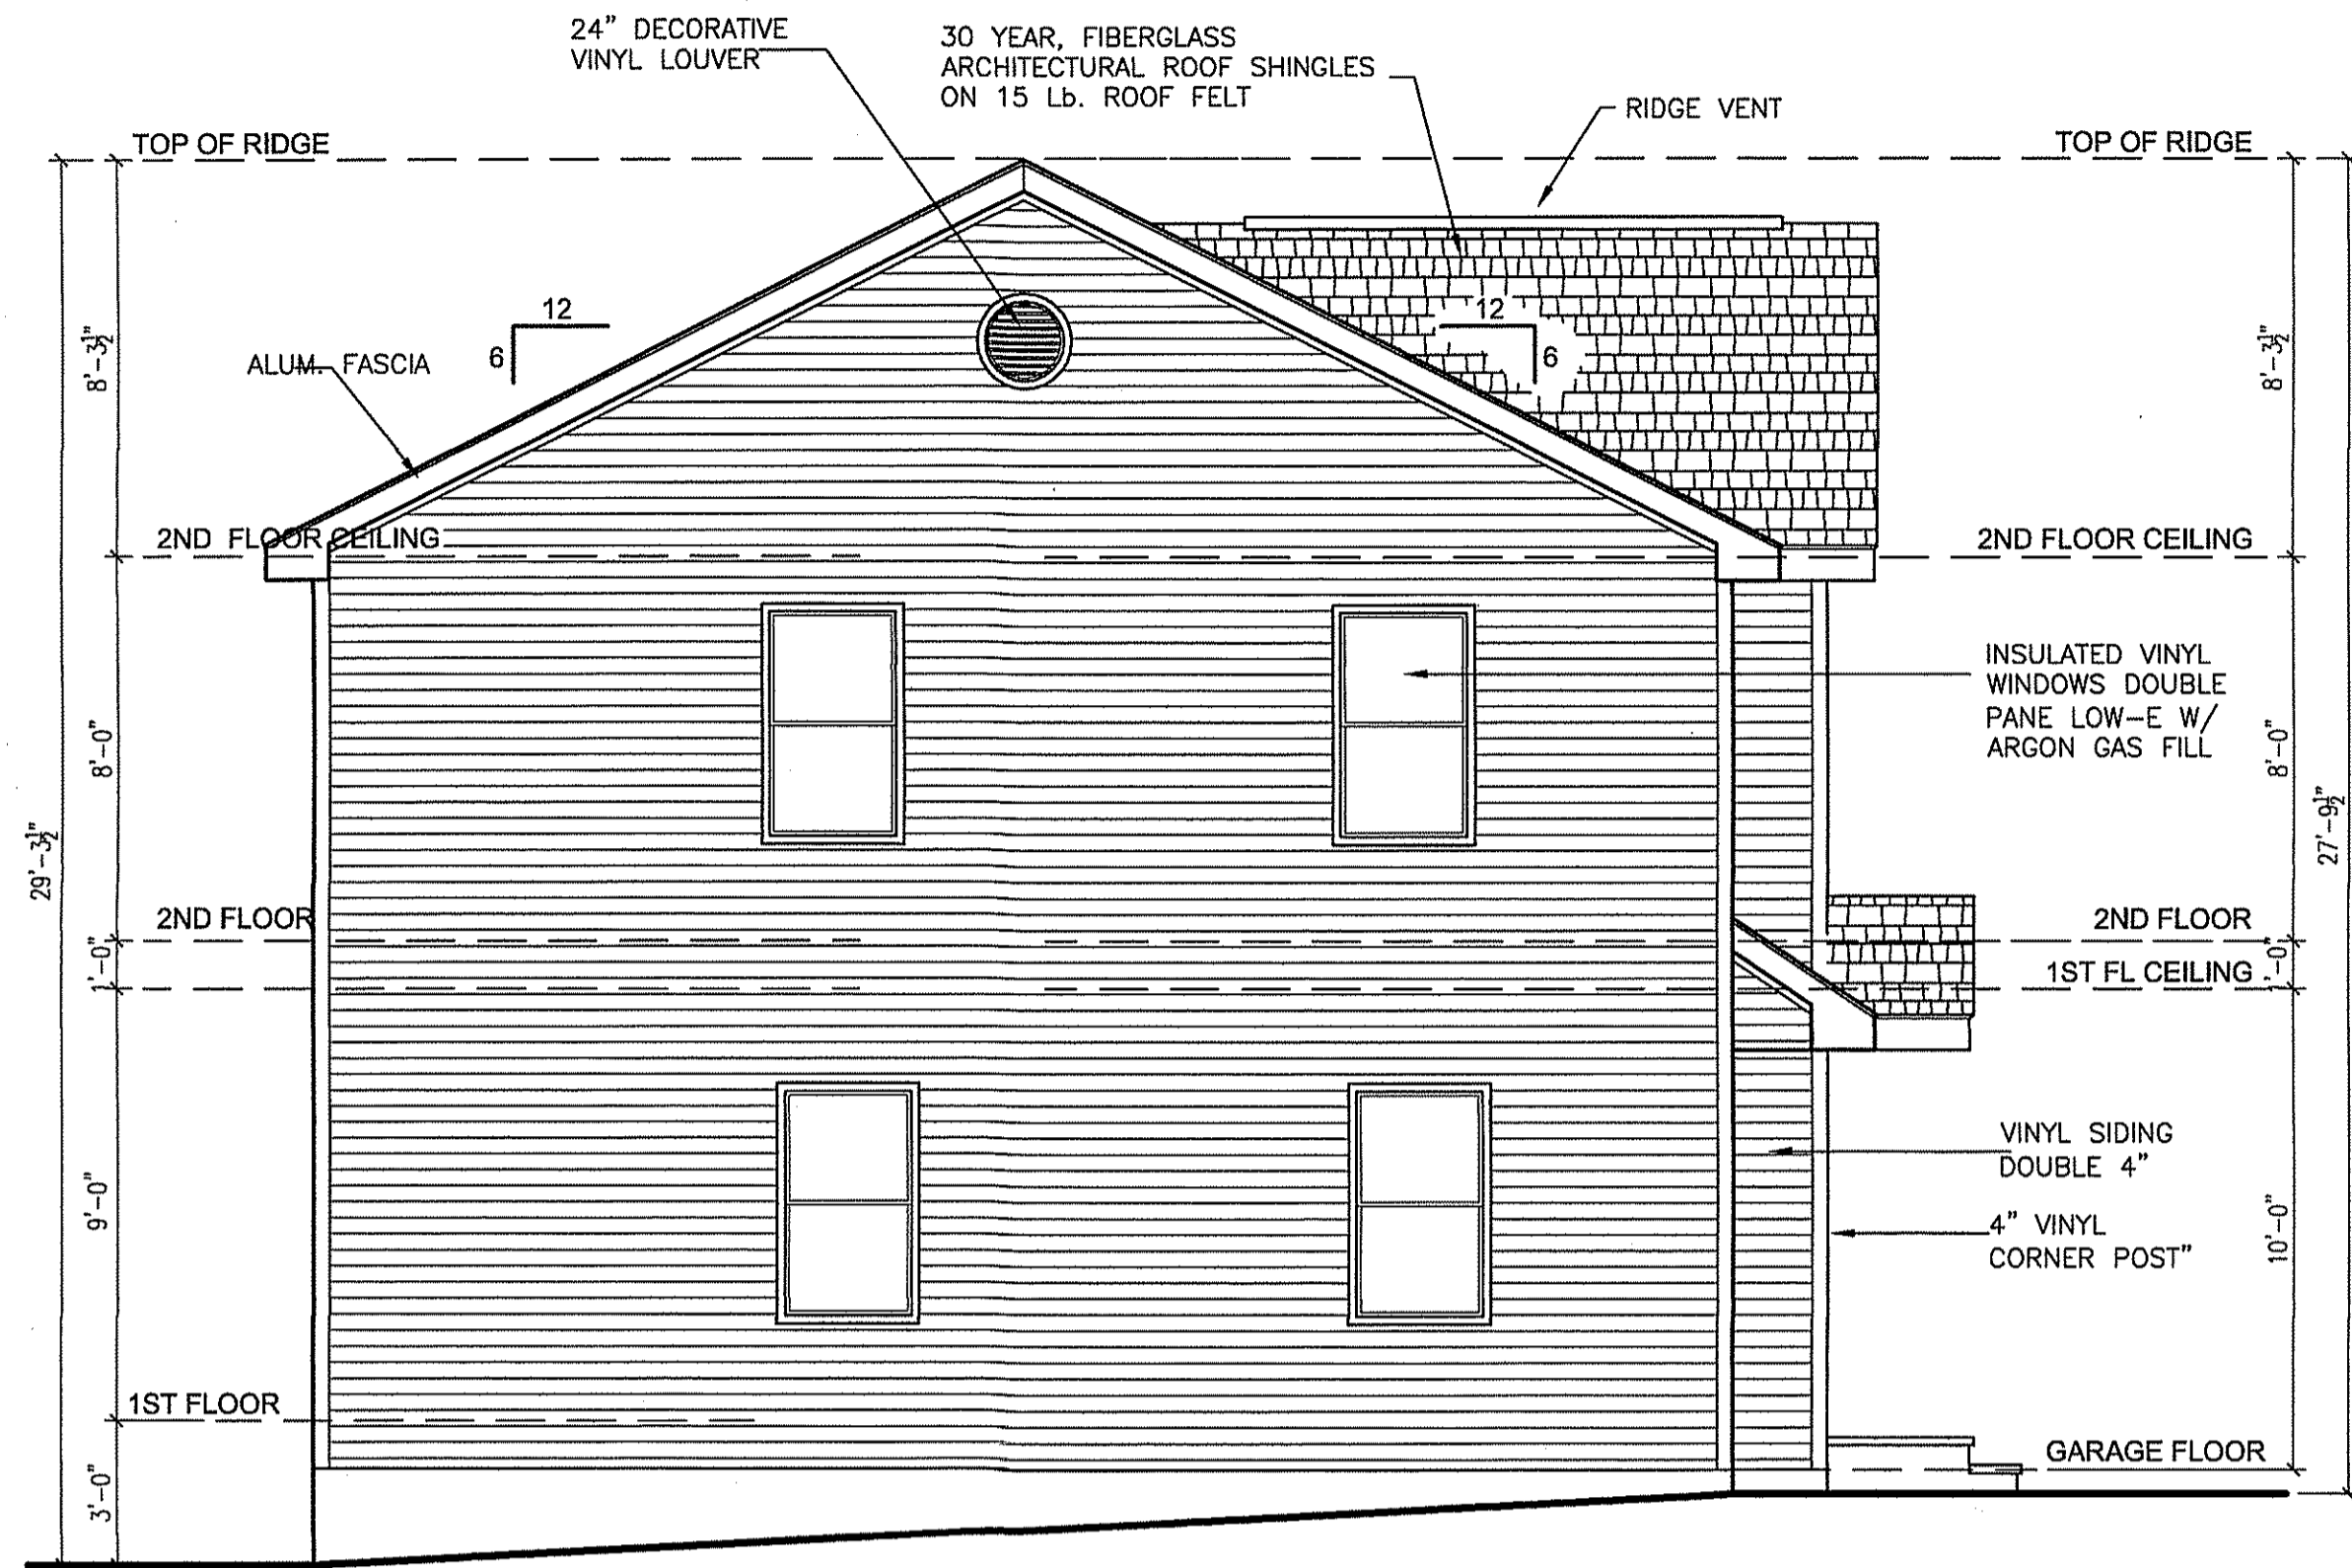 24" DECORATIVE
VINYL LOUVER
30 YEAR, FIBERGLASS
ARCHITECTURAL ROOF SHINGLES
ON 15 Lb. ROOF FELT
RIDGE VENT
TOP OF RIDGE
TOP OF RIDGE
12
6
12
6
ALUM. FASCIA
8'-3½"
8'-3½"
2ND FLOOR CEILING
2ND FLOOR CEILING
INSULATED VINYL
WINDOWS DOUBLE
PANE LOW-E W/
ARGON GAS FILL
8'-0"
8'-0"
29'-3½"
27'-9½"
2ND FLOOR
2ND FLOOR
1'-0"
1'-0"
1ST FL CEILING
VINYL SIDING
DOUBLE 4"
9'-0"
4" VINYL
CORNER POST"
10'-0"
1ST FLOOR
GARAGE FLOOR
3'-0"